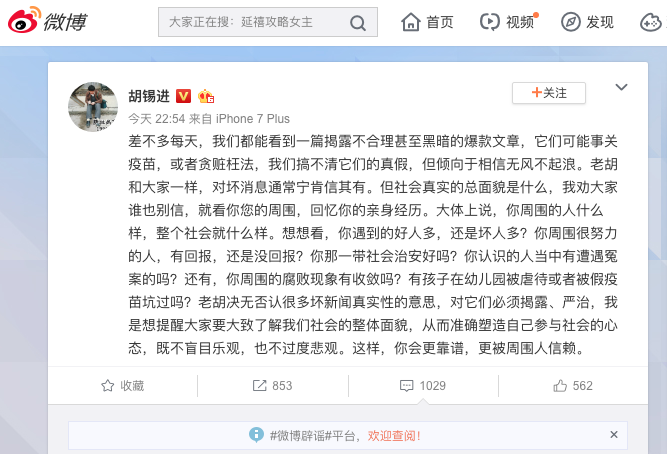 微博
大家正在搜：延禧攻略女主
首页
视频
发现
胡锡进
V
+关注
今天 22:54 来自 iPhone 7 Plus
差不多每天，我们都能看到一篇揭露不合理甚至黑暗的爆款文章，它们可能事关
疫苗，或者贪赃枉法，我们搞不清它们的真假，但倾向于相信无风不起浪。老胡
和大家一样，对坏消息通常宁肯信其有。但社会真实的总面貌是什么，我劝大家
谁也别信，就看你您的周围，回忆你的亲身经历。大体上说，你周围的人什么
样，整个社会就什么样。想想看，你遇到的好人多，还是坏人多？你周围很努力
的人，有回报，还是没回报？你那一带社会治安好吗？你认识的人当中有遭遇冤
案的吗？还有，你周围的腐败现象有收敛吗？有孩子在幼儿园被虐待或者被假疫
苗坑过吗？老胡决无否认很多坏新闻真实性的意思，对它们必须揭露、严治，我
是想提醒大家要大致了解我们社会的整体面貌，从而准确塑造自己参与社会的心
态，既不盲目乐观，也不过度悲观。这样，你会更靠谱，更被周围人信赖。
收藏
853
1029
562
#微博辟谣#平台，欢迎查阅！